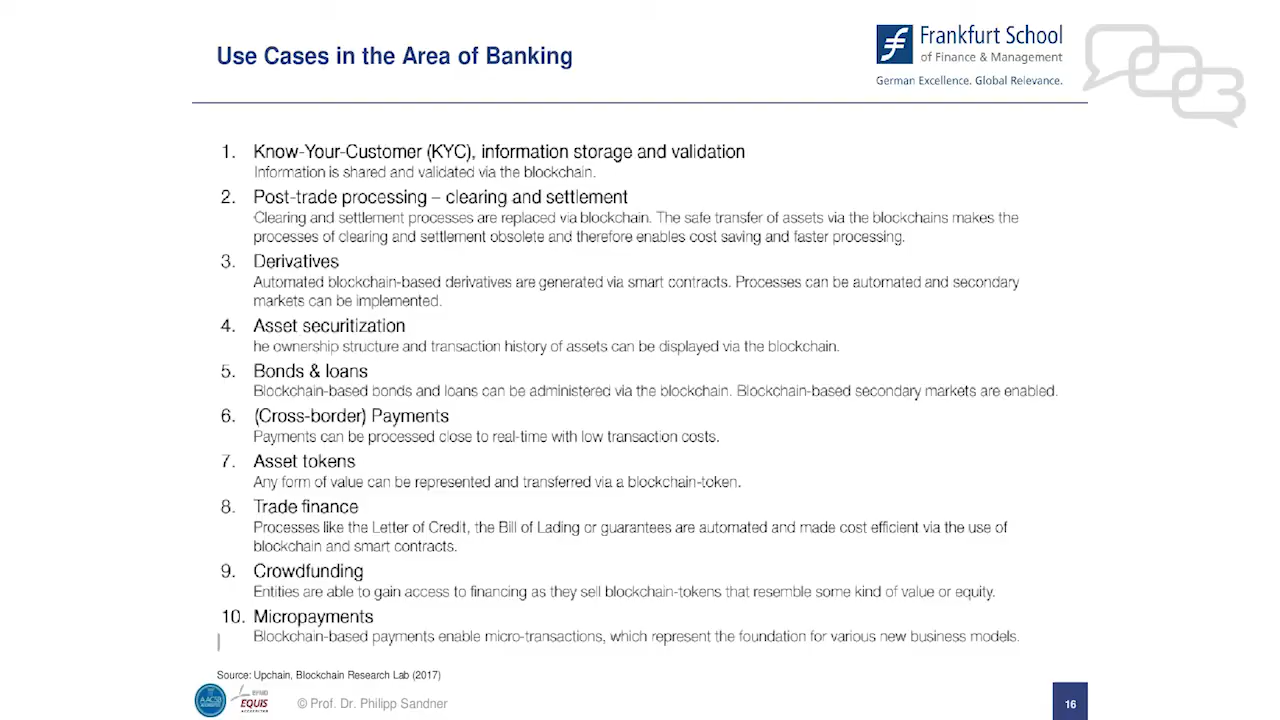 Use Cases in the Area of Banking
Frankfurt School
of Finance & Management
German Excellence. Global Relevance.
1. Know-Your-Customer (KYC), information storage and validation
Information is shared and validated via the blockchain.
2. Post-trade processing – clearing and settlement
Clearing and settlement processes are replaced via blockchain. The safe transfer of assets via the blockchains makes the
processes of clearing and settlement obsolete and therefore enables cost saving and faster processing.
3. Derivatives
Automated blockchain-based derivatives are generated via smart contracts. Processes can be automated and secondary
markets can be implemented.
4. Asset securitization
he ownership structure and transaction history of assets can be displayed via the blockchain.
5. Bonds & loans
Blockchain-based bonds and loans can be administered via the blockchain. Blockchain-based secondary markets are enabled.
6. (Cross-border) Payments
Payments can be processed close to real-time with low transaction costs.
7. Asset tokens
Any form of value can be represented and transferred via a blockchain-token.
8. Trade finance
Processes like the Letter of Credit, the Bill of Lading or guarantees are automated and made cost efficient via the use of
blockchain and smart contracts.
9. Crowdfunding
Entities are able to gain access to financing as they sell blockchain-tokens that resemble some kind of value or equity.
10. Micropayments
Blockchain-based payments enable micro-transactions, which represent the foundation for various new business models.
Source: Upchain, Blockchain Research Lab (2017)
AACSB
EFMD
EQUIS
ACCREDITED
© Prof. Dr. Philipp Sandner
16